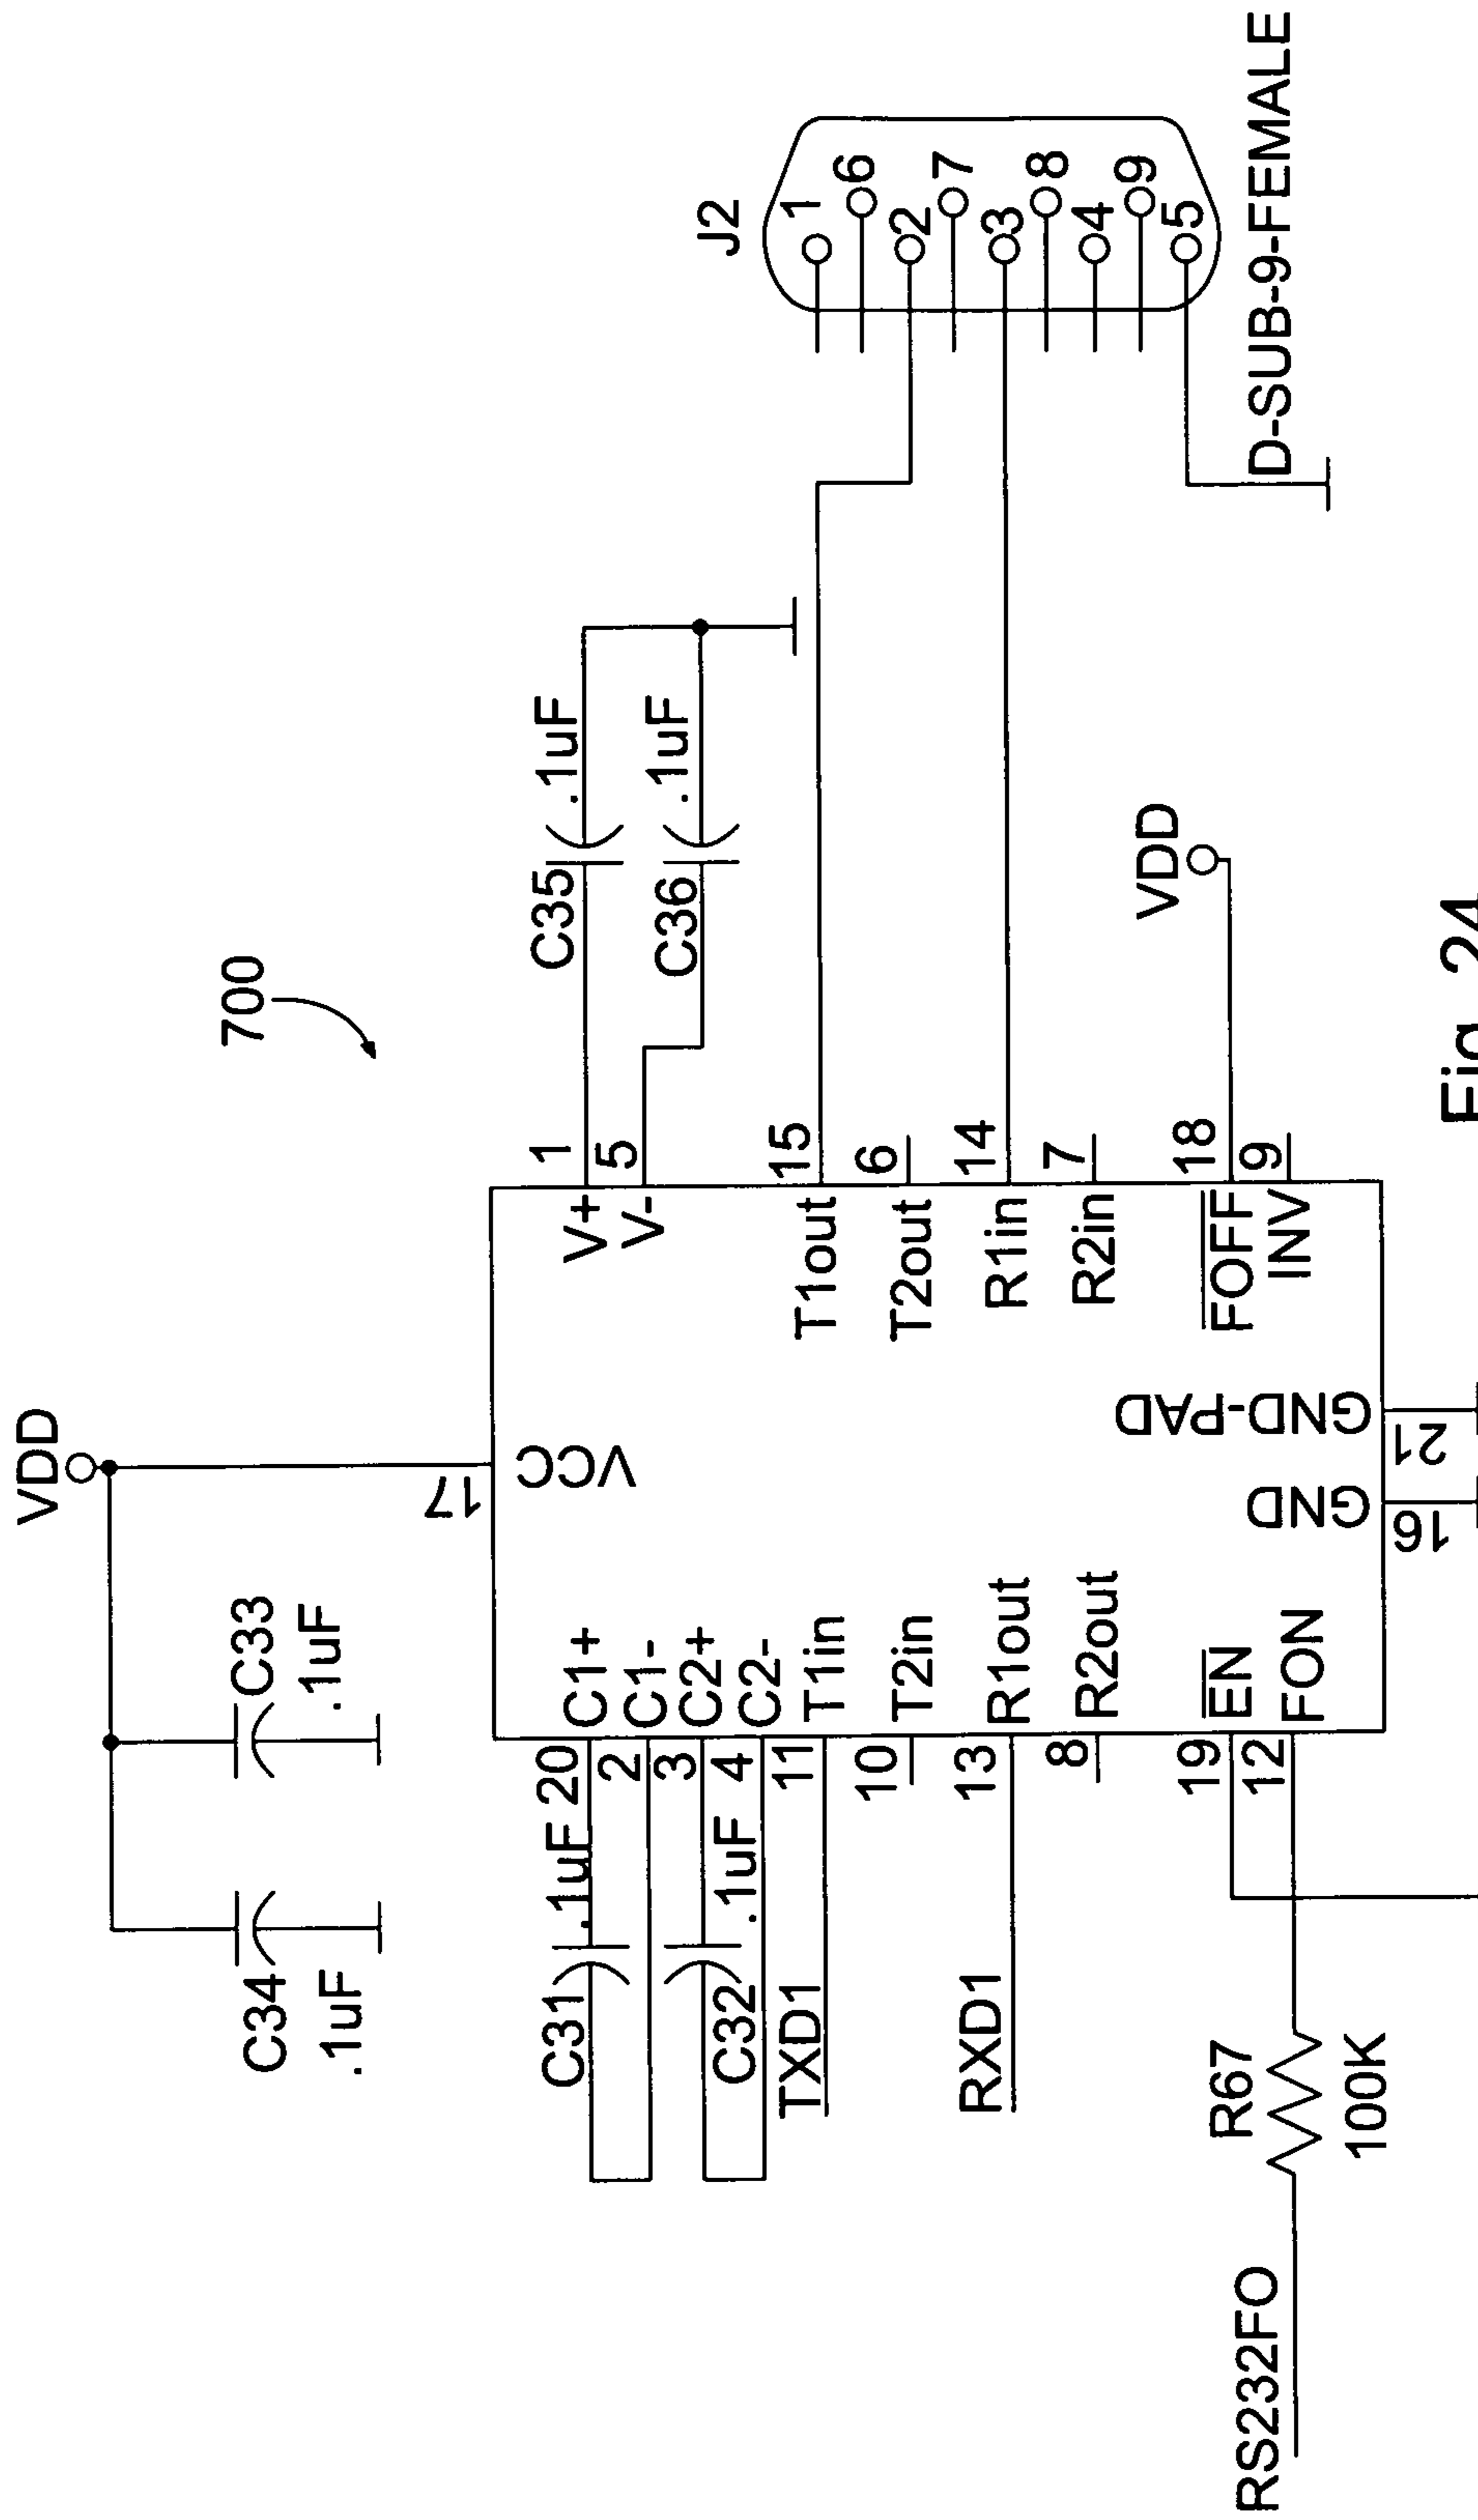 700
VDD
C34
.1uF
C33
.1uF
17
VCC
C31
.1uF
20
C1+
2
C1-
3
C2+
C32
.1uF
4
C2-
TXD1
11
T1in
10
T2in
RXD1
13
R1out
8
R2out
19
EN
12
FON
RS232FO
R67
100K
GND
16
GND-PAD
21
V+
1
C35
.1uF
V-
5
C36
.1uF
T1out
15
T2out
6
R1in
14
R2in
7
FOFF
18
VDD
INV
9
J2
1
6
2
7
3
8
4
9
5
D-SUB-9-FEMALE
Fig. 24